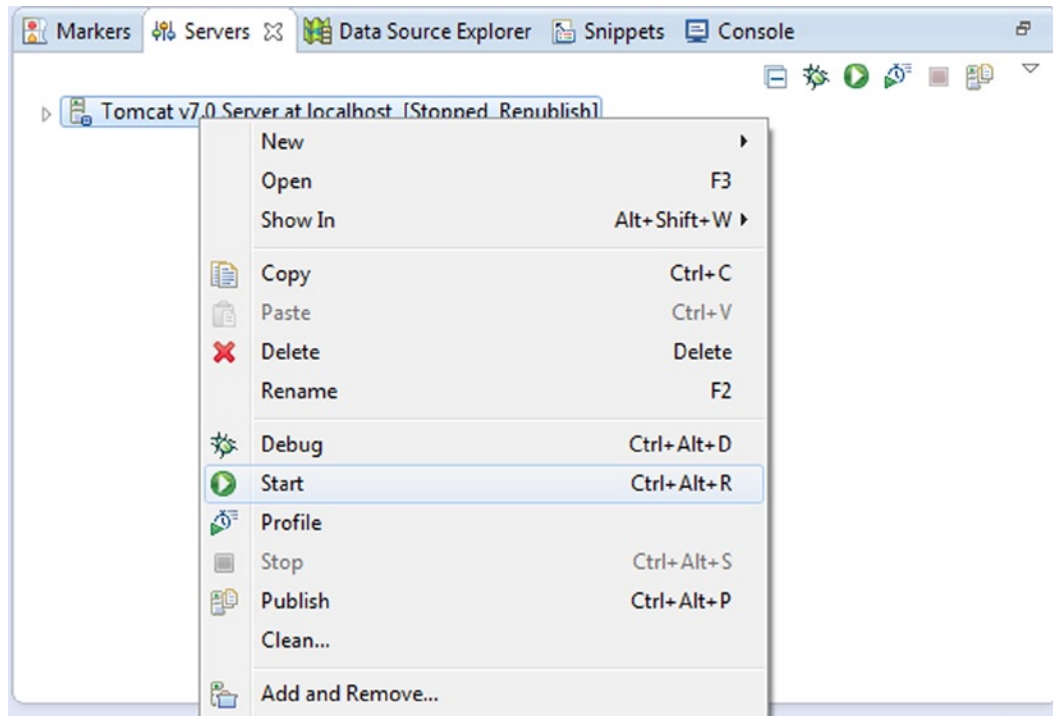 Markers Servers Data Source Explorer Snippets Console
Tomcat v7.0 Server at localhost [Stopped, Republish]
New
Open F3
Show In Alt+Shift+W
Copy Ctrl+C
Paste Ctrl+V
Delete Delete
Rename F2
Debug Ctrl+Alt+D
Start Ctrl+Alt+R
Profile
Stop Ctrl+Alt+S
Publish Ctrl+Alt+P
Clean...
Add and Remove...